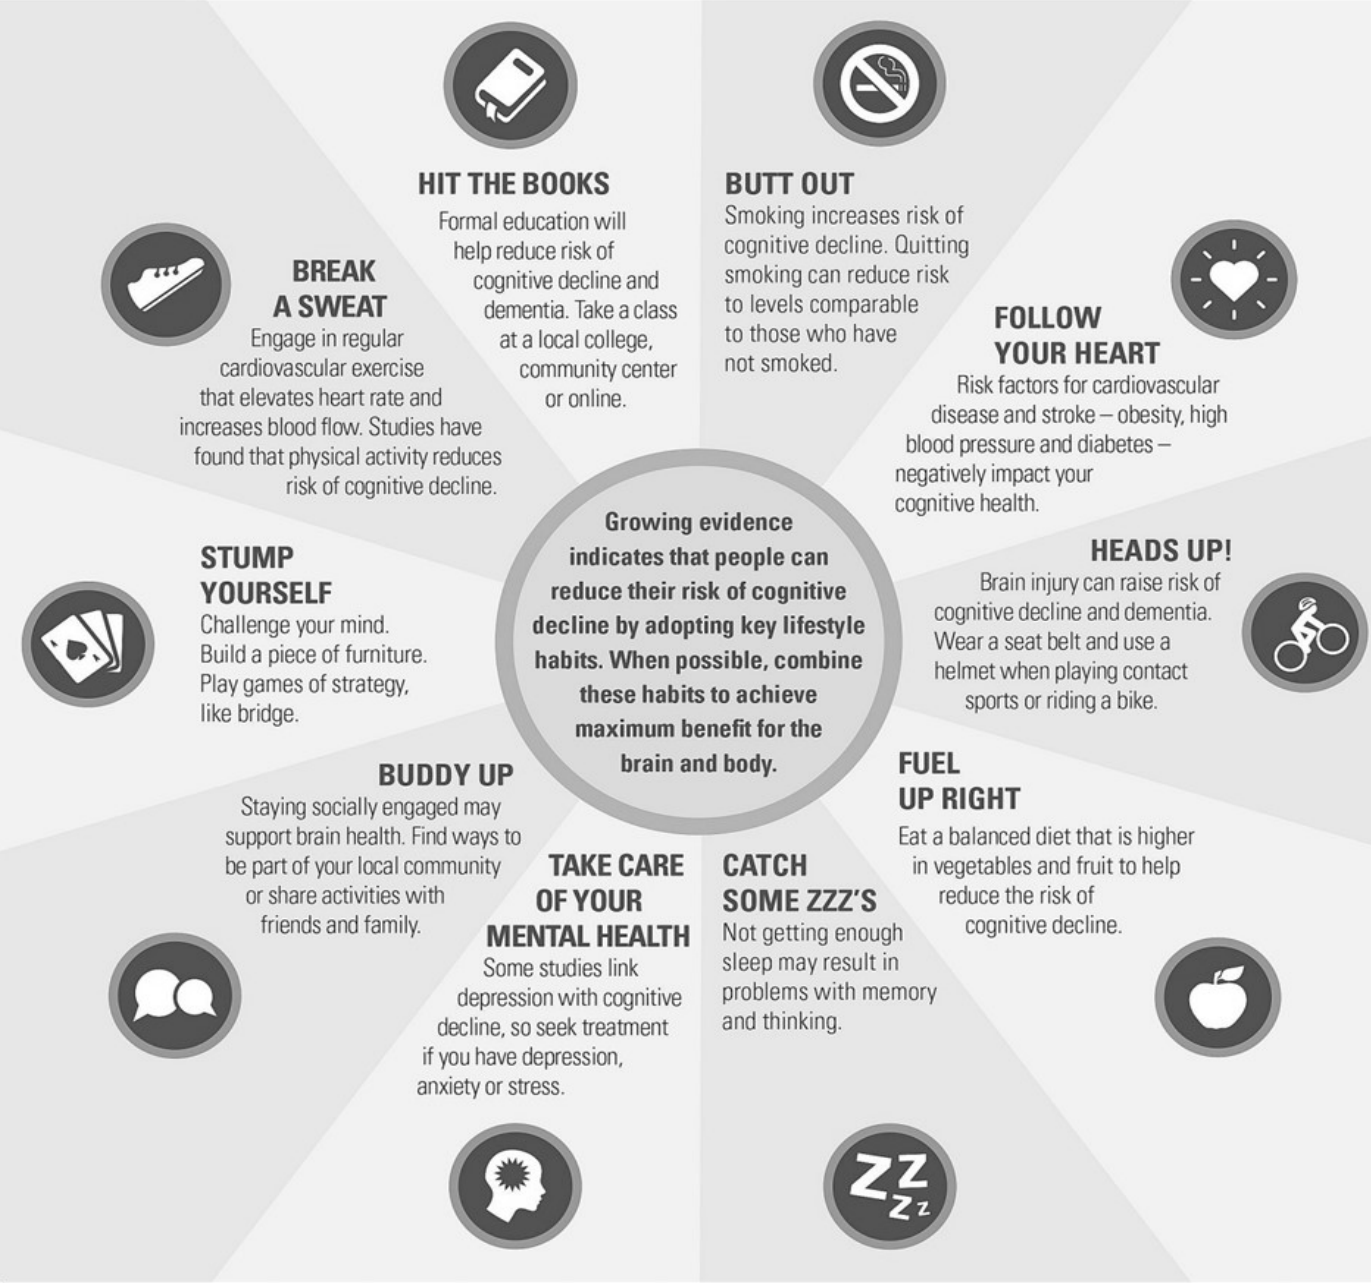 HIT THE BOOKS
Formal education will
help reduce risk of
cognitive decline and
dementia. Take a class
at a local college,
community center
or online.
BUTT OUT
Smoking increases risk of
cognitive decline. Quitting
smoking can reduce risk
to levels comparable
to those who have
not smoked.
FOLLOW
YOUR HEART
Risk factors for cardiovascular
disease and stroke – obesity, high
blood pressure and diabetes –
negatively impact your
cognitive health.
HEADS UP!
Brain injury can raise risk of
cognitive decline and dementia.
Wear a seat belt and use a
helmet when playing contact
sports or riding a bike.
FUEL
UP RIGHT
Eat a balanced diet that is higher
in vegetables and fruit to help
reduce the risk of
cognitive decline.
CATCH
SOME ZZZ'S
Not getting enough
sleep may result in
problems with memory
and thinking.
ZZ
Zz
TAKE CARE
OF YOUR
MENTAL HEALTH
Some studies link
depression with cognitive
decline, so seek treatment
if you have depression,
anxiety or stress.
BUDDY UP
Staying socially engaged may
support brain health. Find ways to
be part of your local community
or share activities with
friends and family.
STUMP
YOURSELF
Challenge your mind.
Build a piece of furniture.
Play games of strategy,
like bridge.
BREAK
A SWEAT
Engage in regular
cardiovascular exercise
that elevates heart rate and
increases blood flow. Studies have
found that physical activity reduces
risk of cognitive decline.
Growing evidence
indicates that people can
reduce their risk of cognitive
decline by adopting key lifestyle
habits. When possible, combine
these habits to achieve
maximum benefit for the
brain and body.